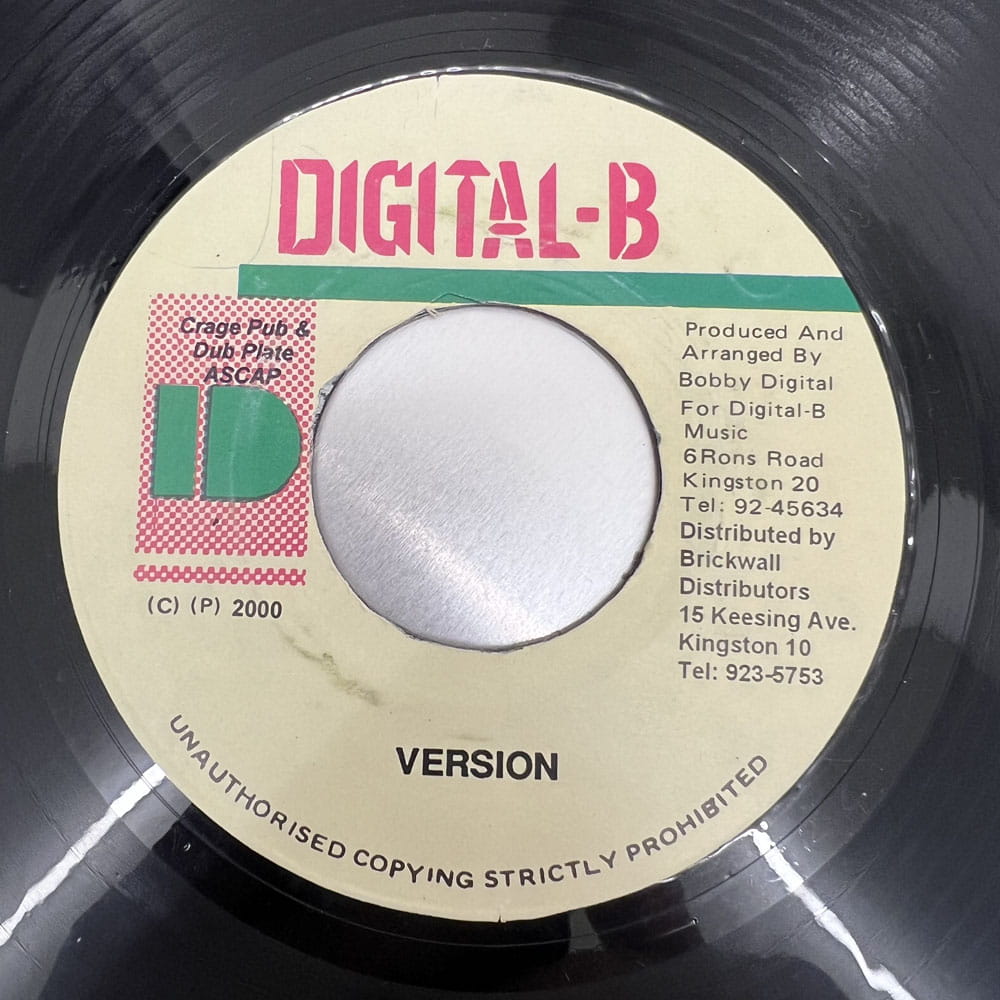 DIGITAL-B
Crage Pub &
Dub Plate
ASCAP
D
(C) (P) 2000
Produced And
Arranged By
Bobby Digital
For Digital-B
Music
6Rons Road
Kingston 20
Tel: 92-45634
Distributed by
Brickwall
Distributors
15 Keesing Ave.
Kingston 10
Tel: 923-5753
VERSION
UNAUTHORISED COPYING STRICTLY PROHIBITED